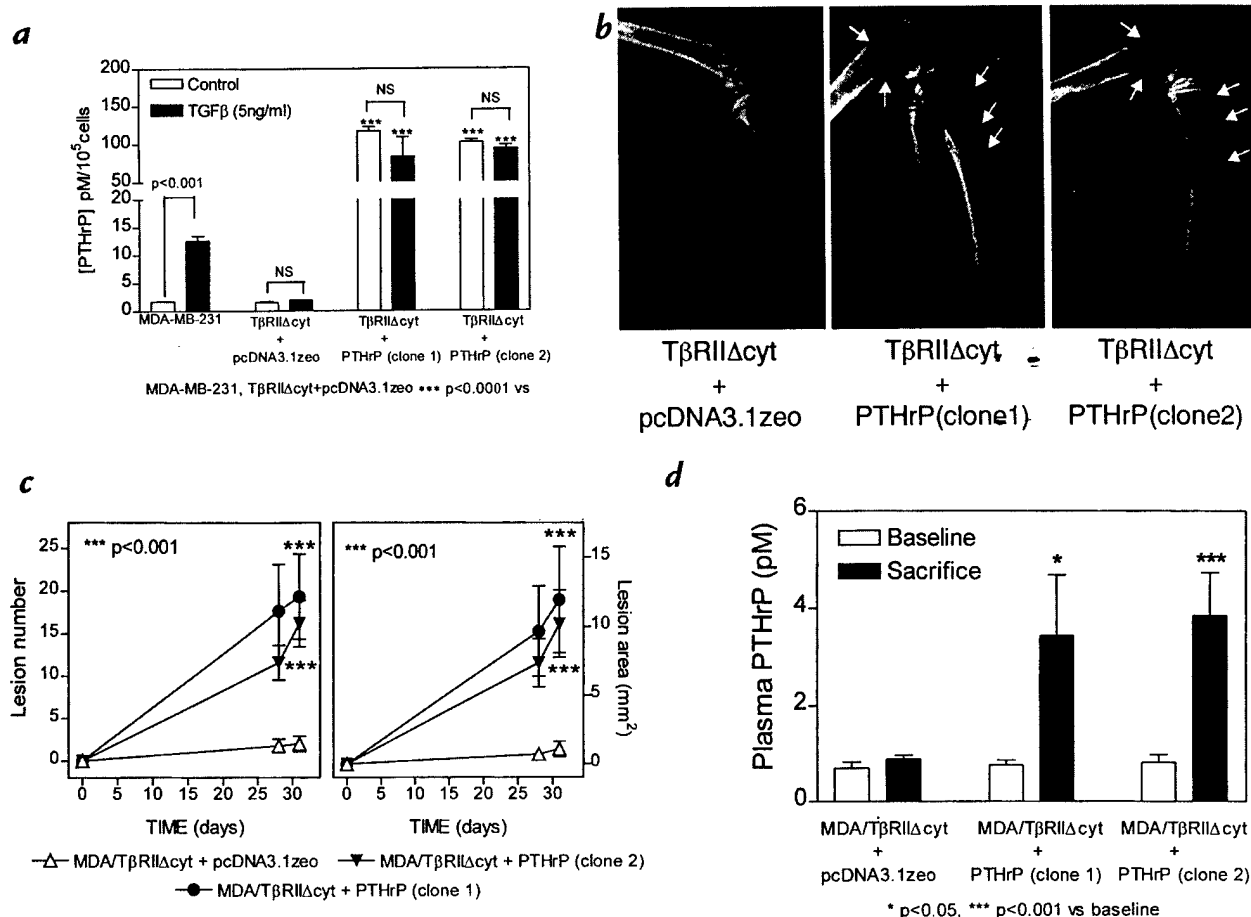 a
Control
TGFβ (5ng/ml)
[PTHrP] pM/10⁵cells
200
150
100
50
20
15
10
5
0
p<0.001
NS
NS
***
***
NS
***
***
MDA-MB-231
TβRIIΔcyt
+
pcDNA3.1zeo
TβRIIΔcyt
+
PTHrP (clone 1)
TβRIIΔcyt
+
PTHrP (clone 2)
MDA-MB-231, TβRIIΔcyt+pcDNA3.1zeo *** p<0.0001 vs
b
TβRIIΔcyt
+
pcDNA3.1zeo
TβRIIΔcyt
+
PTHrP(clone1)
TβRIIΔcyt
+
PTHrP(clone2)
c
Lesion number
25
20
15
10
5
0
*** p<0.001
***
***
0 5 10 15 20 25 30
TIME (days)
*** p<0.001
***
***
15
10
5
0
Lesion area (mm²)
0 5 10 15 20 25 30
TIME (days)
MDA/TβRIIΔcyt + pcDNA3.1zeo
MDA/TβRIIΔcyt + PTHrP (clone 2)
MDA/TβRIIΔcyt + PTHrP (clone 1)
d
Plasma PTHrP (pM)
6
4
2
0
Baseline
Sacrifice
*
***
MDA/TβRIIΔcyt
+
pcDNA3.1zeo
MDA/TβRIIΔcyt
+
PTHrP (clone 1)
MDA/TβRIIΔcyt
+
PTHrP (clone 2)
* p<0.05, *** p<0.001 vs baseline